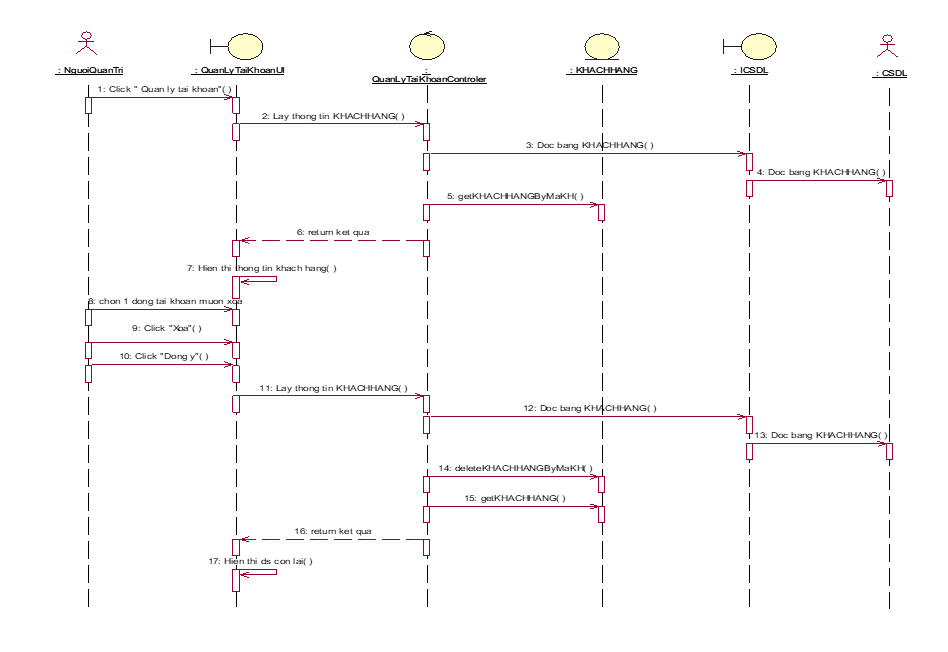 : NguoiQuanTri
: QuanLyTaiKhoanUI
:
QuanLyTaiKhoanControler
: KHACHHANG
: ICSDL
: CSDL
1: Click " Quan ly tai khoan"( )
2: Lay thong tin KHACHHANG( )
3: Doc bang KHACHHANG( )
4: Doc bang KHACHHANG( )
5: getKHACHHANGByMaKH( )
6: return ket qua
7: Hien thi thong tin khach hang( )
8: chon 1 dong tai khoan muon xoa
9: Click "Xoa"( )
10: Click "Dong y"( )
11: Lay thong tin KHACHHANG( )
12: Doc bang KHACHHANG( )
13: Doc bang KHACHHANG( )
14: deleteKHACHHANGByMaKH( )
15: getKHACHHANG( )
16: return ket qua
17: Hien thi ds con lai( )